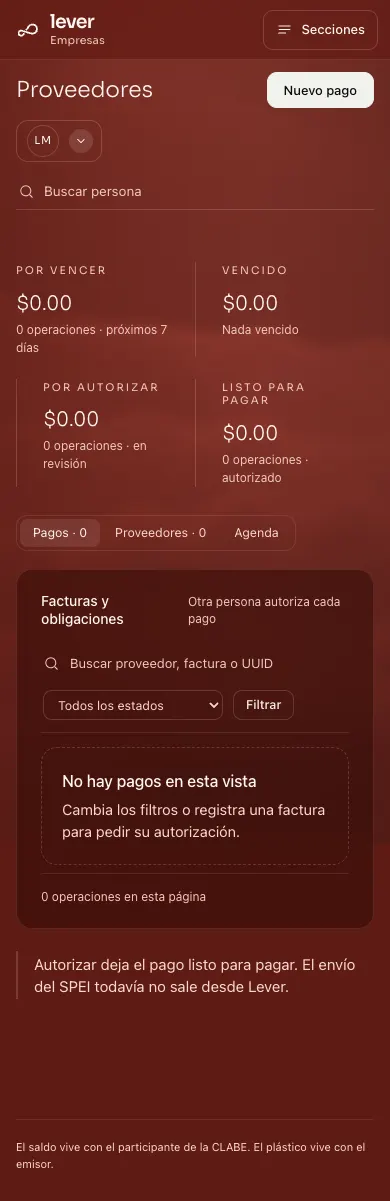 lever
Empresas
Secciones
Proveedores
Nuevo pago
LM
Buscar persona
POR VENCER
$0.00
0 operaciones · próximos 7
días
VENCIDO
$0.00
Nada vencido
POR AUTORIZAR
$0.00
0 operaciones · en
revisión
LISTO PARA
PAGAR
$0.00
0 operaciones ·
autorizado
Pagos · 0
Proveedores · 0
Agenda
Facturas y
obligaciones
Otra persona autoriza cada
pago
Buscar proveedor, factura o UUID
Todos los estados
Filtrar
No hay pagos en esta vista
Cambia los filtros o registra una factura
para pedir su autorización.
0 operaciones en esta página
Autorizar deja el pago listo para pagar. El envío
del SPEI todavía no sale desde Lever.
El saldo vive con el participante de la CLABE. El plástico vive con el
emisor.